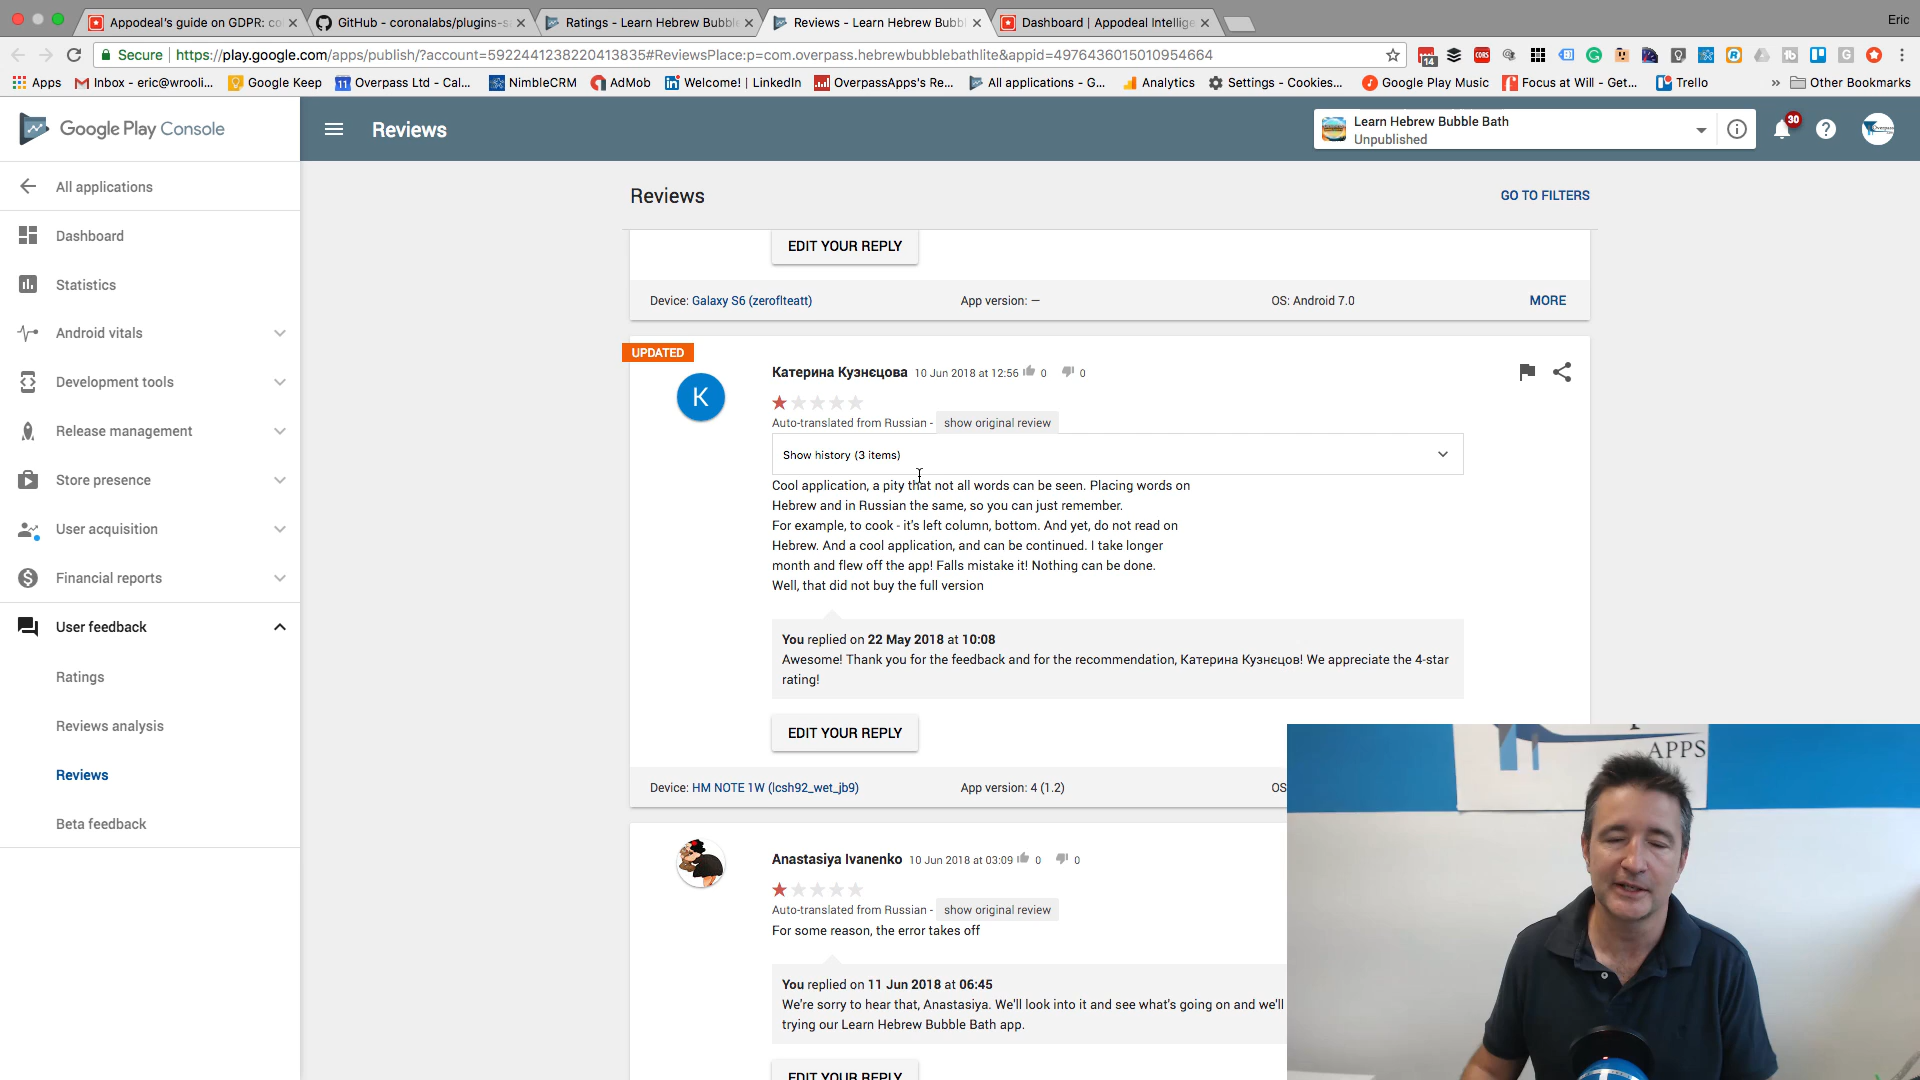 Appodeal's guide on GDPR: co
GitHub - coronalabs/plugins-s
Ratings - Learn Hebrew Bubble
Reviews - Learn Hebrew Bubbl
Dashboard | Appodeal Intellige
Eric
Secure
https://play.google.com/apps/publish/?account=5922441238220413835#ReviewsPlace:p=com.overpass.hebrewbubblebathlite&appid=4976436015010954664
14
Apps
Inbox - eric@wrooli...
Google Keep
Overpass Ltd - Cal...
NimbleCRM
AdMob
Welcome! | LinkedIn
OverpassApps's Re...
All applications - G...
Analytics
Settings - Cookies...
Google Play Music
Focus at Will - Get...
Trello
Other Bookmarks
Google Play Console
Reviews
Learn Hebrew Bubble Bath
Unpublished
30
All applications
Dashboard
Statistics
Android vitals
Development tools
Release management
Store presence
User acquisition
Financial reports
User feedback
Ratings
Reviews analysis
Reviews
Beta feedback
Reviews
GO TO FILTERS
EDIT YOUR REPLY
Device: Galaxy S6 (zeroflteatt)
App version: —
OS: Android 7.0
MORE
UPDATED
K
Катерина Кузнєцова 10 Jun 2018 at 12:56 0 0
Auto-translated from Russian - show original review
Show history (3 items)
Cool application, a pity that not all words can be seen. Placing words on
Hebrew and in Russian the same, so you can just remember.
For example, to cook - it's left column, bottom. And yet, do not read on
Hebrew. And a cool application, and can be continued. I take longer
month and flew off the app! Falls mistake it! Nothing can be done.
Well, that did not buy the full version
You replied on 22 May 2018 at 10:08
Awesome! Thank you for the feedback and for the recommendation, Катерина Кузнєцов! We appreciate the 4-star
rating!
EDIT YOUR REPLY
Device: HM NOTE 1W (lcsh92_wet_jb9)
App version: 4 (1.2)
OS
Anastasiya Ivanenko 10 Jun 2018 at 03:09 0 0
Auto-translated from Russian - show original review
For some reason, the error takes off
You replied on 11 Jun 2018 at 06:45
We're sorry to hear that, Anastasiya. We'll look into it and see what's going on and we'll
trying our Learn Hebrew Bubble Bath app.
EDIT YOUR REPLY
APPS